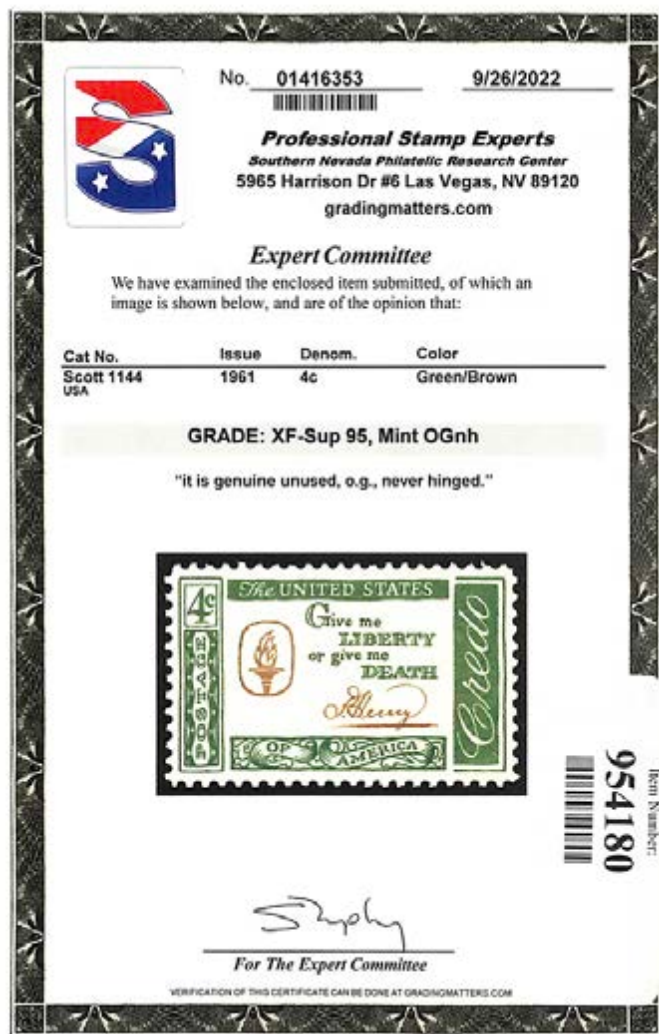 No. 01416353 9/26/2022
Professional Stamp Experts
Southern Nevada Philatelic Research Center
5965 Harrison Dr #6 Las Vegas, NV 89120
gradingmatters.com
Expert Committee
We have examined the enclosed item submitted, of which an
image is shown below, and are of the opinion that:
Cat No. Issue Denom. Color
Scott 1144 1961 4c Green/Brown
USA
GRADE: XF-Sup 95, Mint OGnh
"it is genuine unused, o.g., never hinged."
4c
POSTAGE
The UNITED STATES
Give me
LIBERTY
or give me
DEATH
P. Henry
OF AMERICA
Credo
Item Number:
954180
For The Expert Committee
VERIFICATION OF THIS CERTIFICATE CAN BE DONE AT GRADINGMATTERS.COM